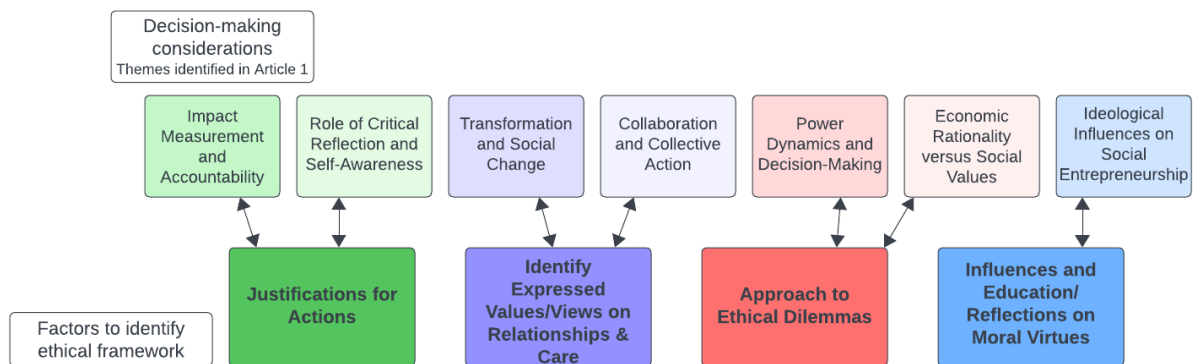 Decision-making
considerations
Themes identified in Article 1
Impact
Measurement
and
Accountability
Role of Critical
Reflection and
Self-Awareness
Transformation
and Social
Change
Collaboration
and Collective
Action
Power
Dynamics and
Decision-Making
Economic
Rationality
versus Social
Values
Ideological
Influences on
Social
Entrepreneurship
Justifications for
Actions
Identify
Expressed
Values/Views on
Relationships &
Care
Approach to
Ethical Dilemmas
Influences and
Education/
Reflections on
Moral Virtues
Factors to identify
ethical framework